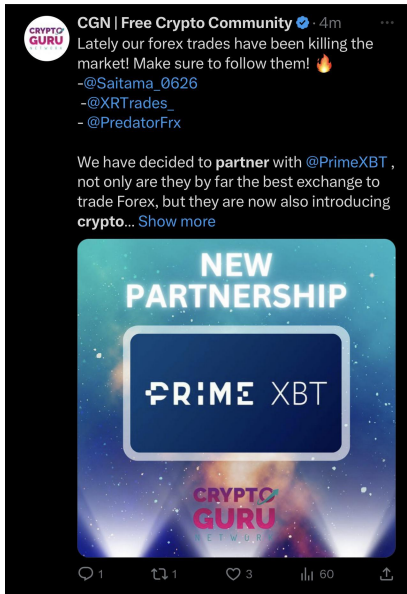 CRYPTO
GURU
NETWORK
CGN | Free Crypto Community · 4m
Lately our forex trades have been killing the
market! Make sure to follow them! 🔥
-@Saitama_0626
-@XRTrades_
- @PredatorFrx
We have decided to partner with @PrimeXBT ,
not only are they by far the best exchange to
trade Forex, but they are now also introducing
crypto... Show more
NEW
PARTNERSHIP
PRIME XBT
CRYPTO
GURU
NETWORK
1
1
3
60